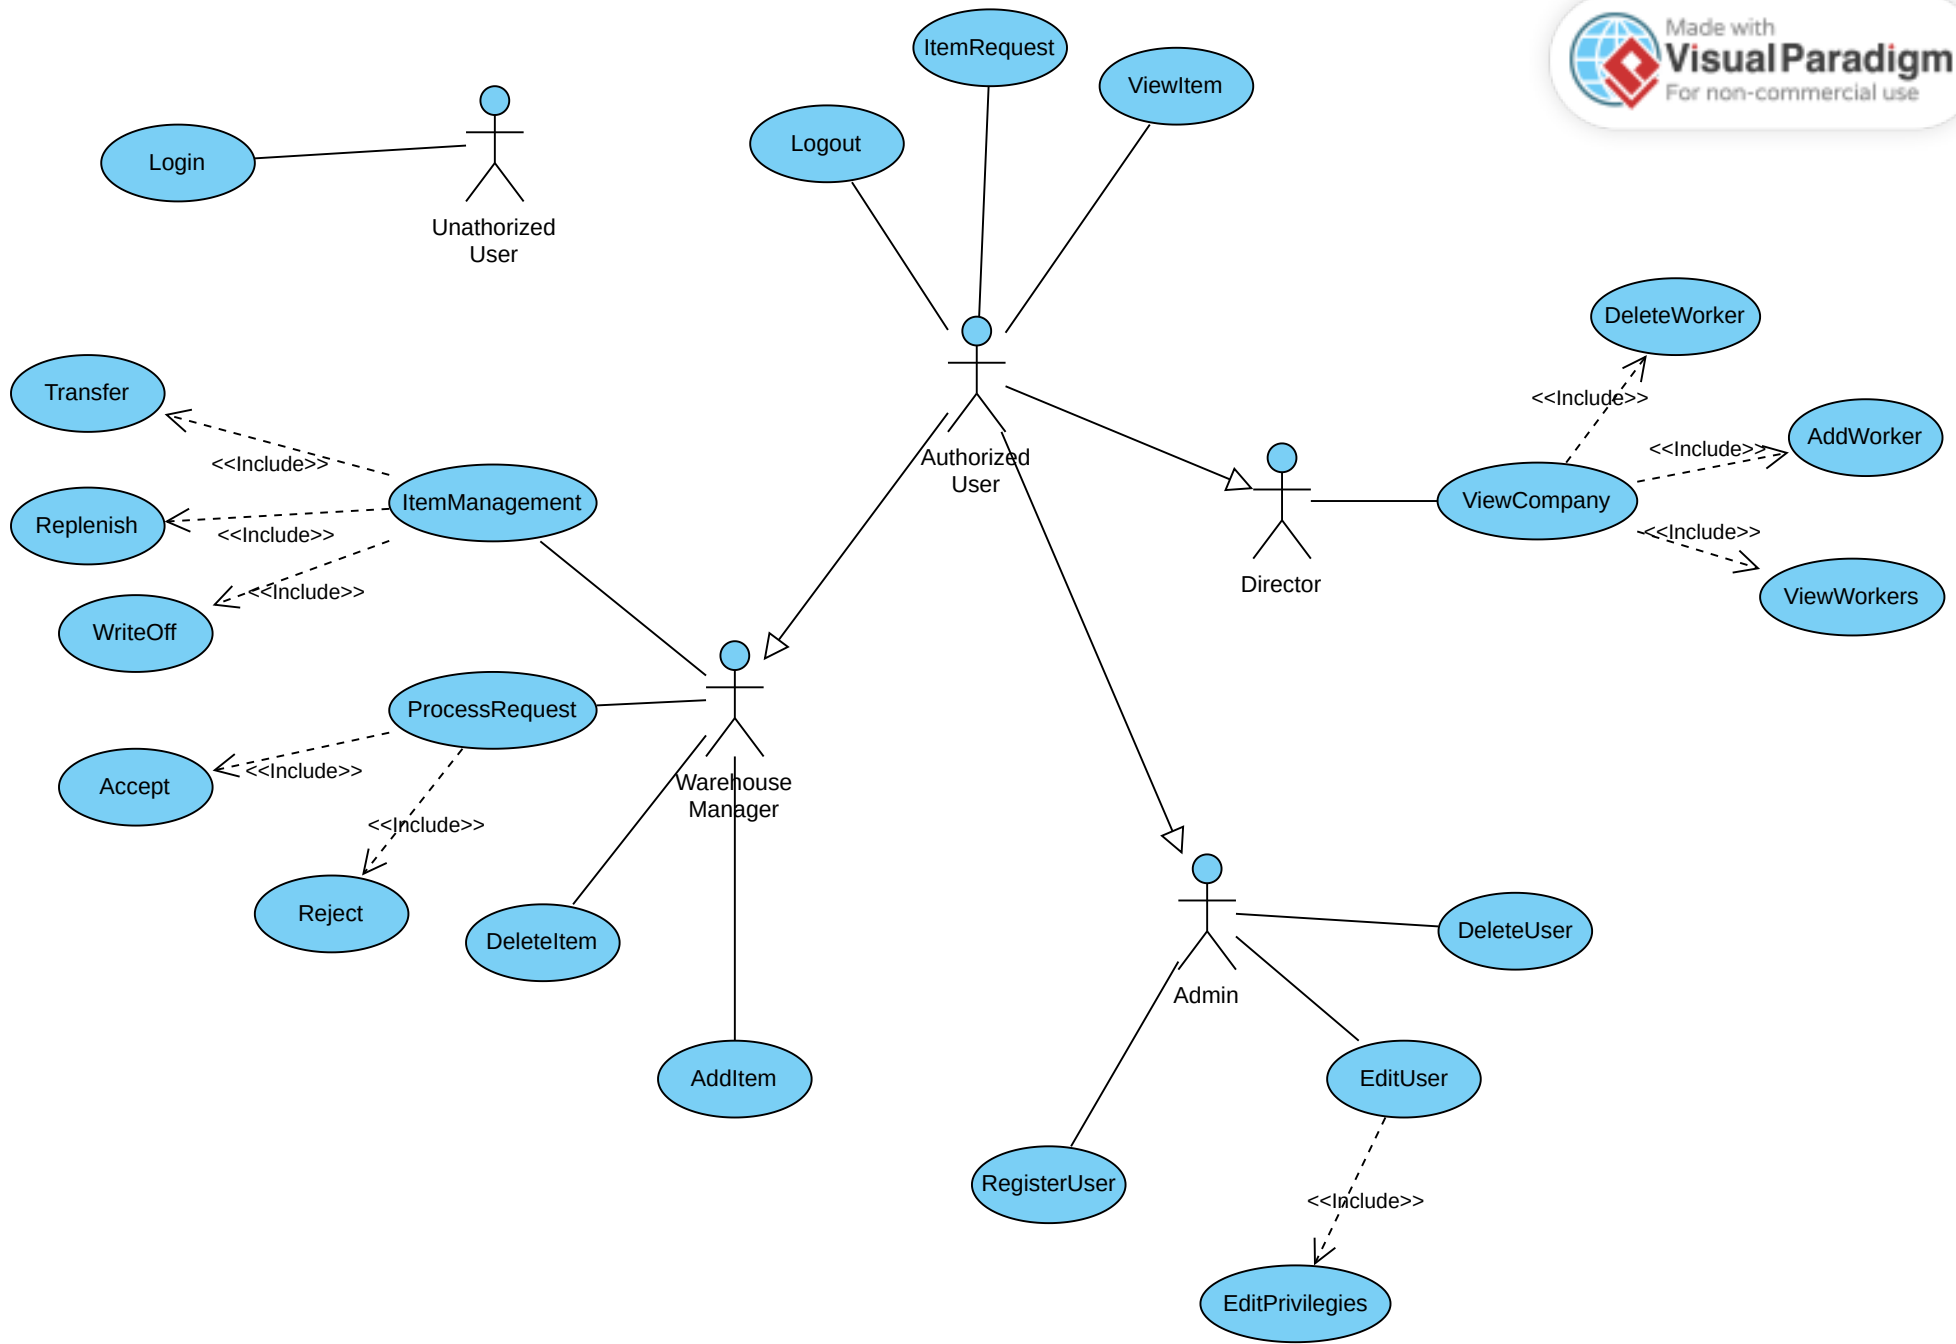 Made with
Visual Paradigm
For non-commercial use
ItemRequest
ViewItem
Logout
Login
Unathorized
User
DeleteWorker
Transfer
<<Include>>
AddWorker
<<Include>>
Authorized
User
<<Include>>
ItemManagement
ViewCompany
Replenish
<<Include>>
<<Include>>
Director
<<Include>>
ViewWorkers
WriteOff
ProcessRequest
Accept
<<Include>>
Warehouse
Manager
<<Include>>
Reject
DeleteItem
DeleteUser
Admin
AddItem
EditUser
RegisterUser
<<Include>>
EditPrivilegies